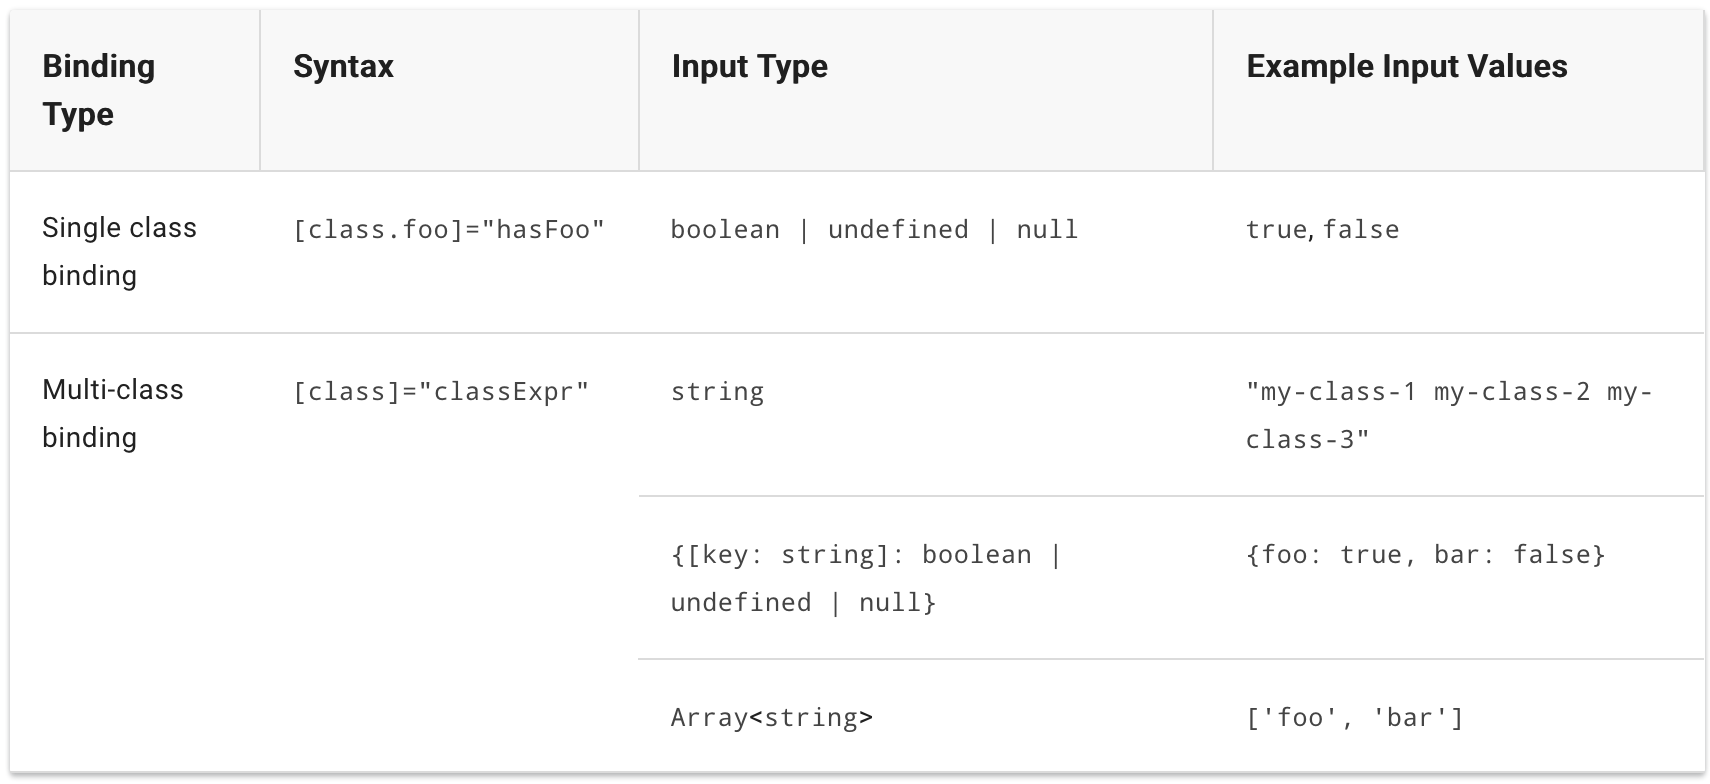 Binding
Type
Syntax
Input Type
Example Input Values
Single class
binding
[class.foo]="hasFoo"
boolean | undefined | null
true, false
Multi-class
binding
[class]="classExpr"
string
"my-class-1 my-class-2 my-
class-3"
{[key: string]: boolean |
undefined | null}
{foo: true, bar: false}
Array<string>
['foo', 'bar']